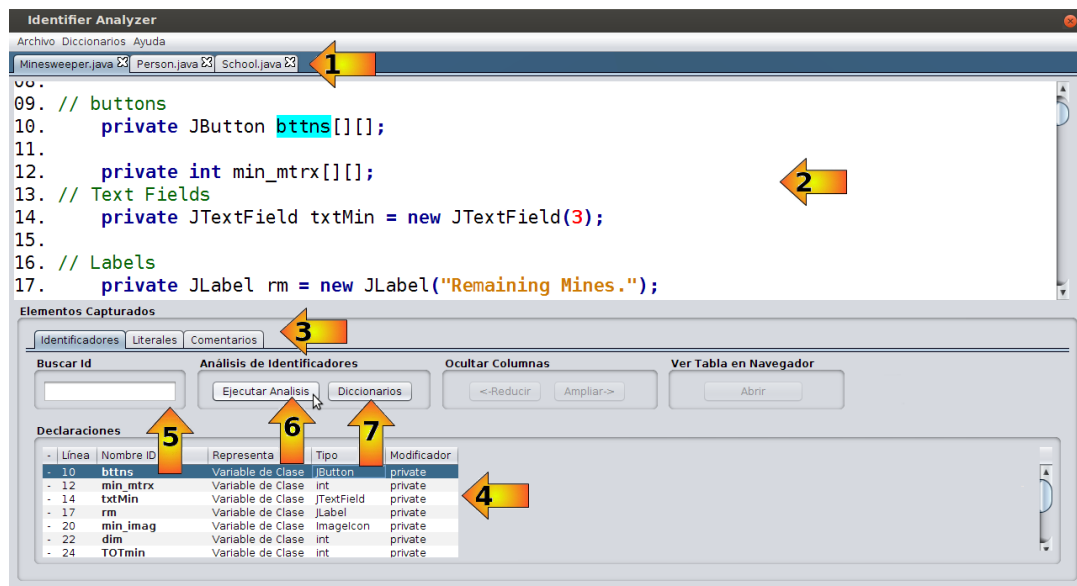 Identifier Analyzer
Archivo Diccionarios Ayuda
Minesweeper.java Person.java School.java 1
08.
09. // buttons
10. private JButton bttns[][];
11.
12. private int min_mtrx[][];
2
13. // Text Fields
14. private JTextField txtMin = new JTextField(3);
15.
16. // Labels
17. private JLabel rm = new JLabel("Remaining Mines.");
Elementos Capturados
3
Identificadores Literales Comentarios
Buscar Id Análisis de Identificadores Ocultar Columnas Ver Tabla en Navegador
Ejecutar Analisis Diccionarios <-Reducir Ampliar-> Abrir
5 6 7
Declaraciones
- Línea Nombre ID Representa Tipo Modificador
- 10 bttns Variable de Clase JButton private
- 12 min_mtrx Variable de Clase int private
- 14 txtMin Variable de Clase JTextField private
4
- 17 rm Variable de Clase JLabel private
- 20 min_imag Variable de Clase ImageIcon private
- 22 dim Variable de Clase int private
- 24 TOTmin Variable de Clase int private